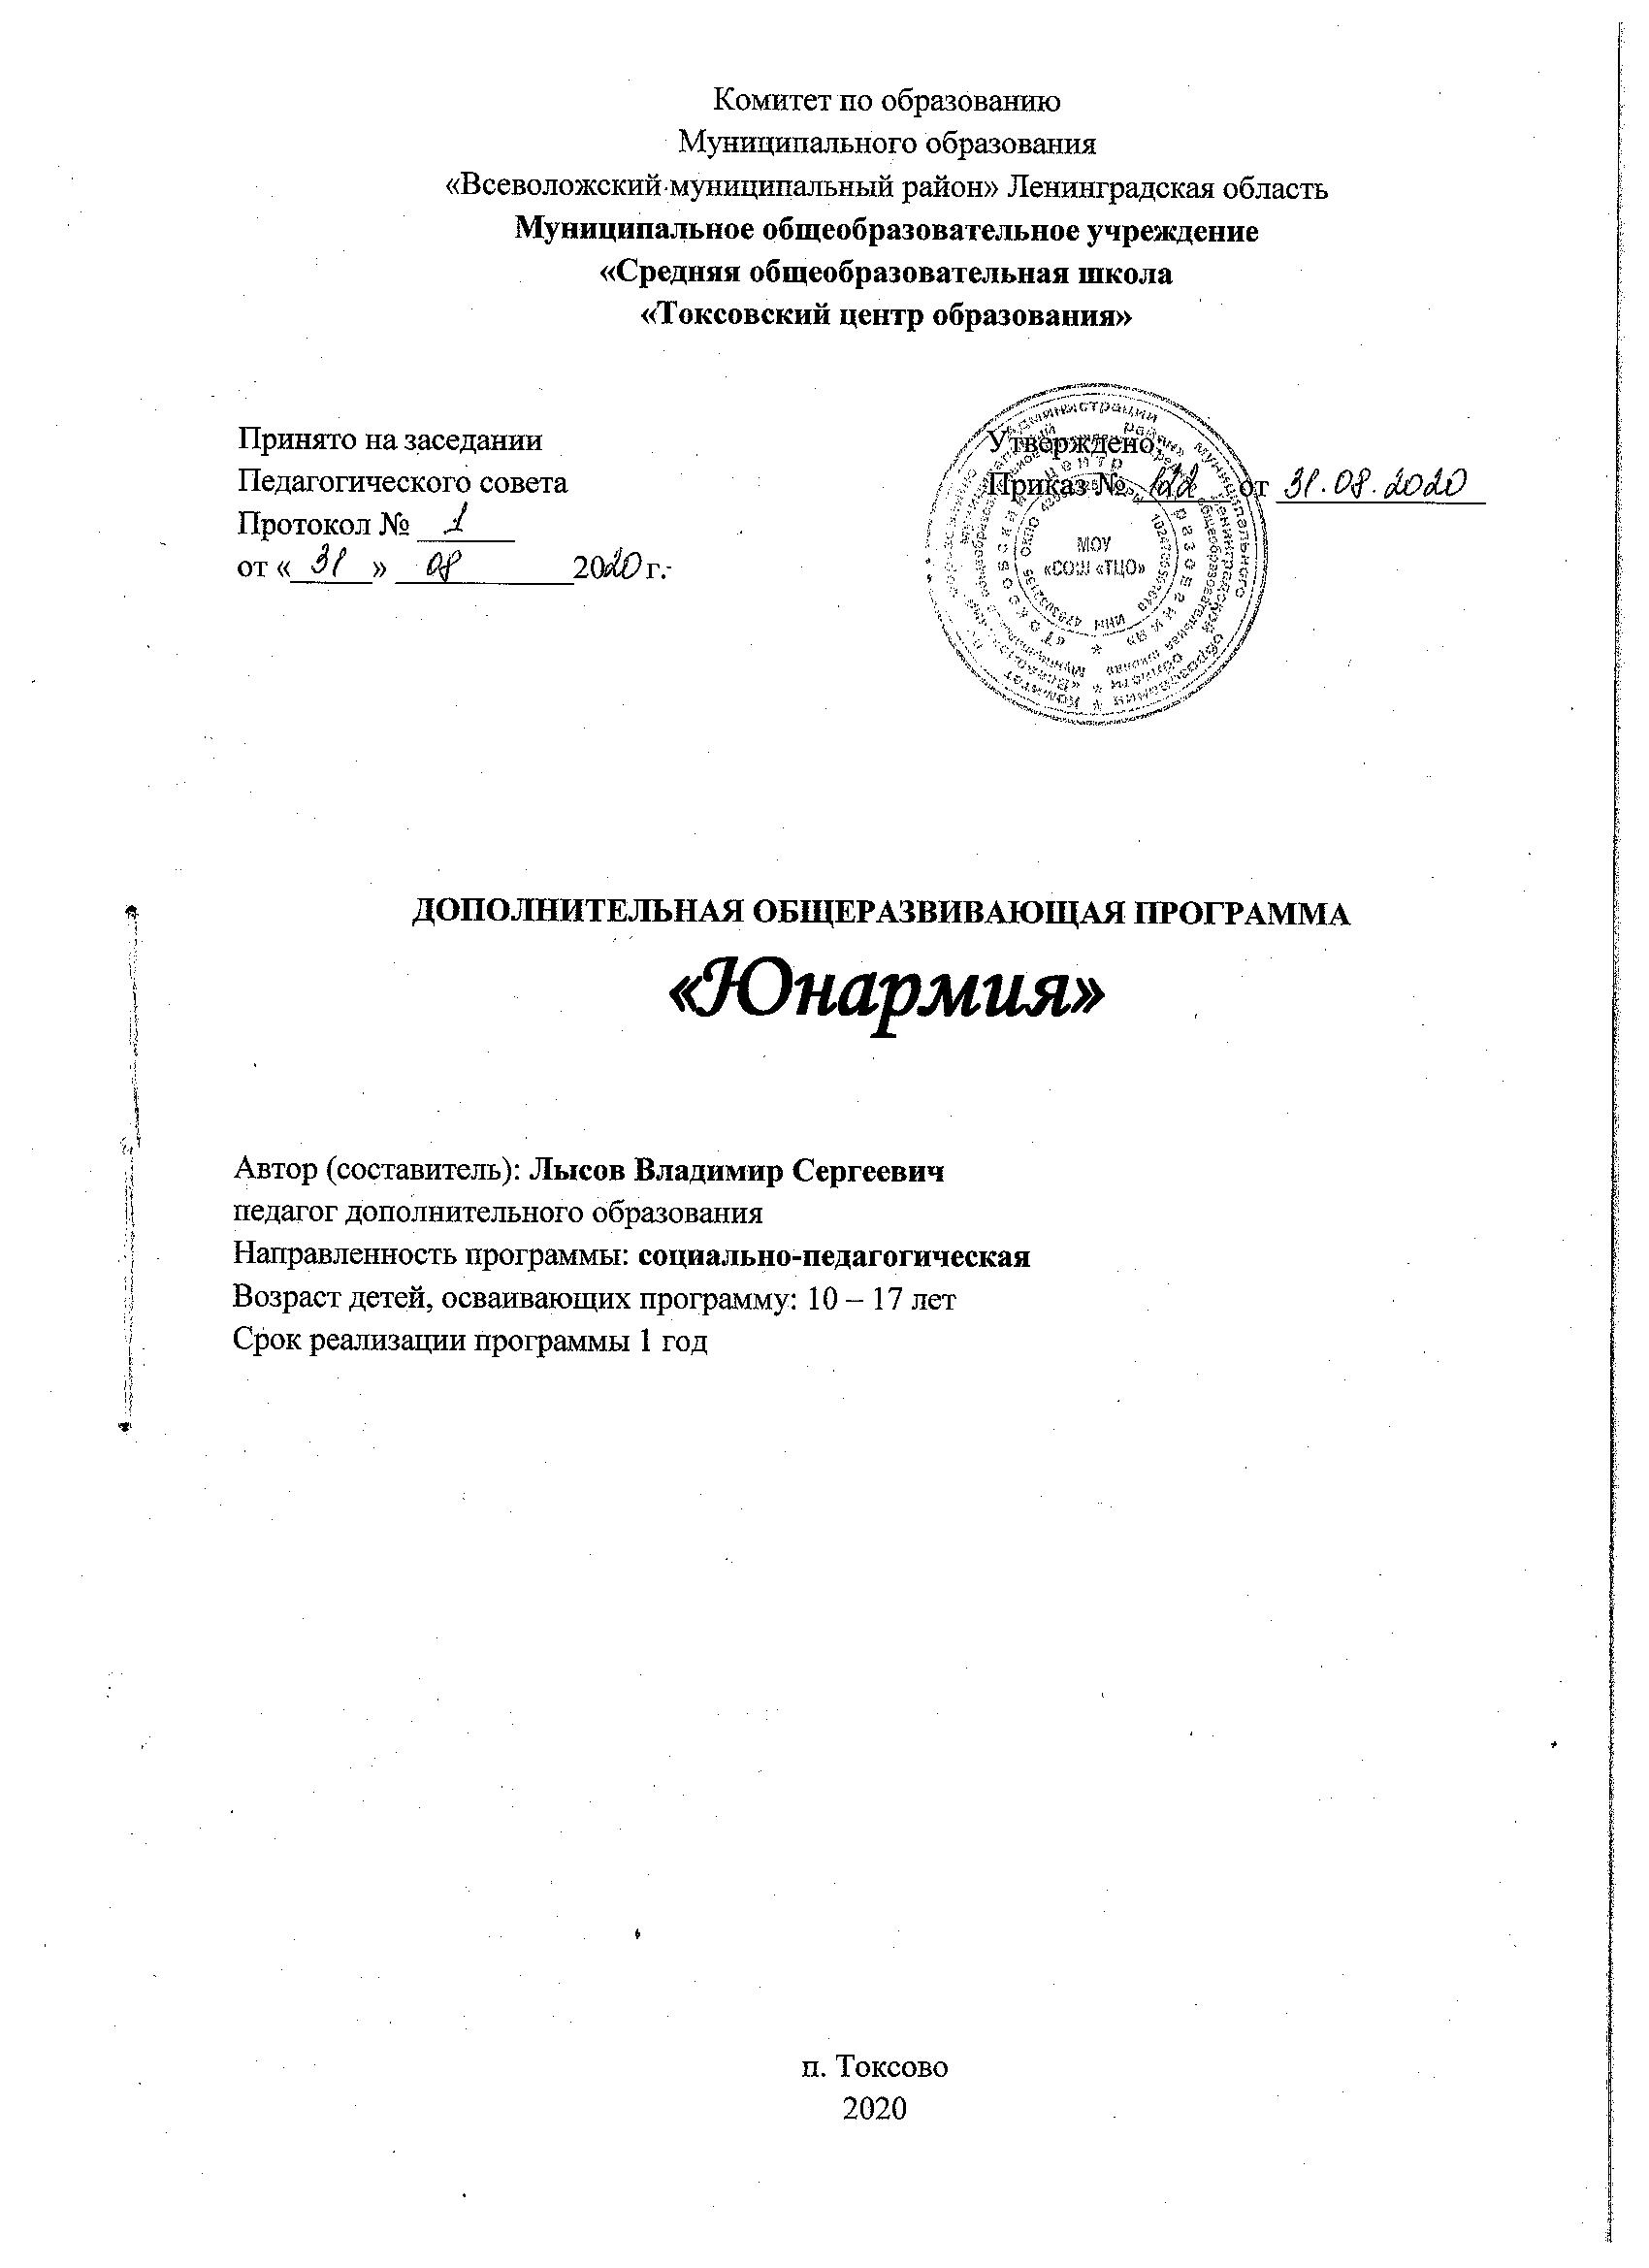 Комитет по образованию
Муниципального образования
«Всеволожский муниципальный район» Ленинградская область
Муниципальное общеобразовательное учреждение
«Средняя общеобразовательная школа
«Токсовский центр образования»
Принято на заседании
Педагогического совета
Протокол № 1
от «31» 08 2020 г.
Утверждено:
Приказ № 122 от 31.08.2020
МОУ
«СОШ «ТЦО»
ДОПОЛНИТЕЛЬНАЯ ОБЩЕРАЗВИВАЮЩАЯ ПРОГРАММА
«Юнармия»
Автор (составитель): Лысов Владимир Сергеевич
педагог дополнительного образования
Направленность программы: социально-педагогическая
Возраст детей, осваивающих программу: 10 – 17 лет
Срок реализации программы 1 год
п. Токсово
2020